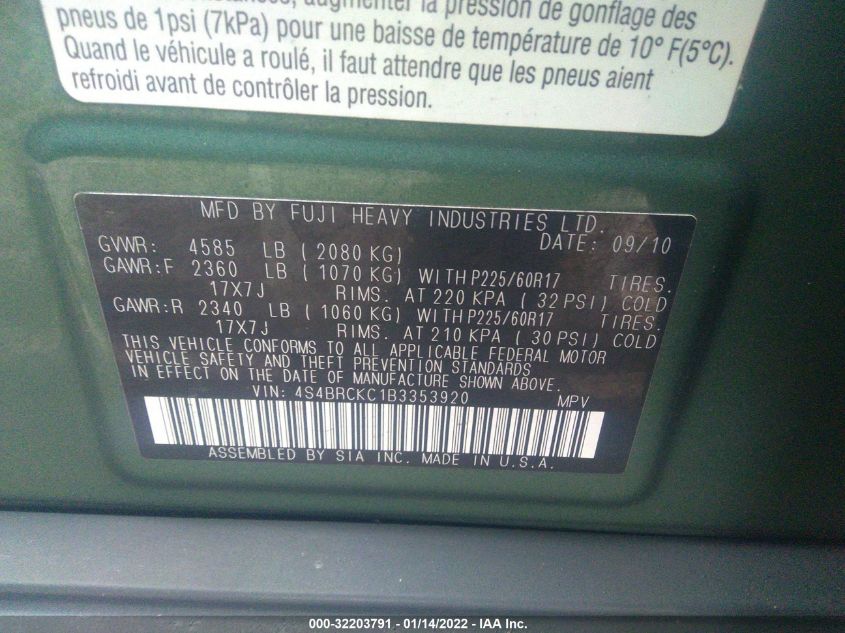 augmenter la pression de gonflage des
pneus de 1psi (7kPa) pour une baisse de température de 10° F(5°C).
Quand le véhicule a roulé, il faut attendre que les pneus aient
refroidi avant de contrôler la pression.
MFD BY FUJI HEAVY INDUSTRIES LTD.
DATE: 09/10
GVWR: 4585 LB ( 2080 KG)
GAWR:F 2360 LB ( 1070 KG) WITH P225/60R17 TIRES.
17X7J RIMS. AT 220 KPA ( 32 PSI) COLD
GAWR:R 2340 LB ( 1060 KG) WITH P225/60R17 TIRES.
17X7J RIMS. AT 210 KPA ( 30 PSI) COLD
THIS VEHICLE CONFORMS TO ALL APPLICABLE FEDERAL MOTOR
VEHICLE SAFETY AND THEFT PREVENTION STANDARDS
IN EFFECT ON THE DATE OF MANUFACTURE SHOWN ABOVE.
VIN: 4S4BRCKC1B3353920 MPV
ASSEMBLED BY SIA INC. MADE IN U.S.A.
000-32203791 - 01/14/2022 - IAA Inc.